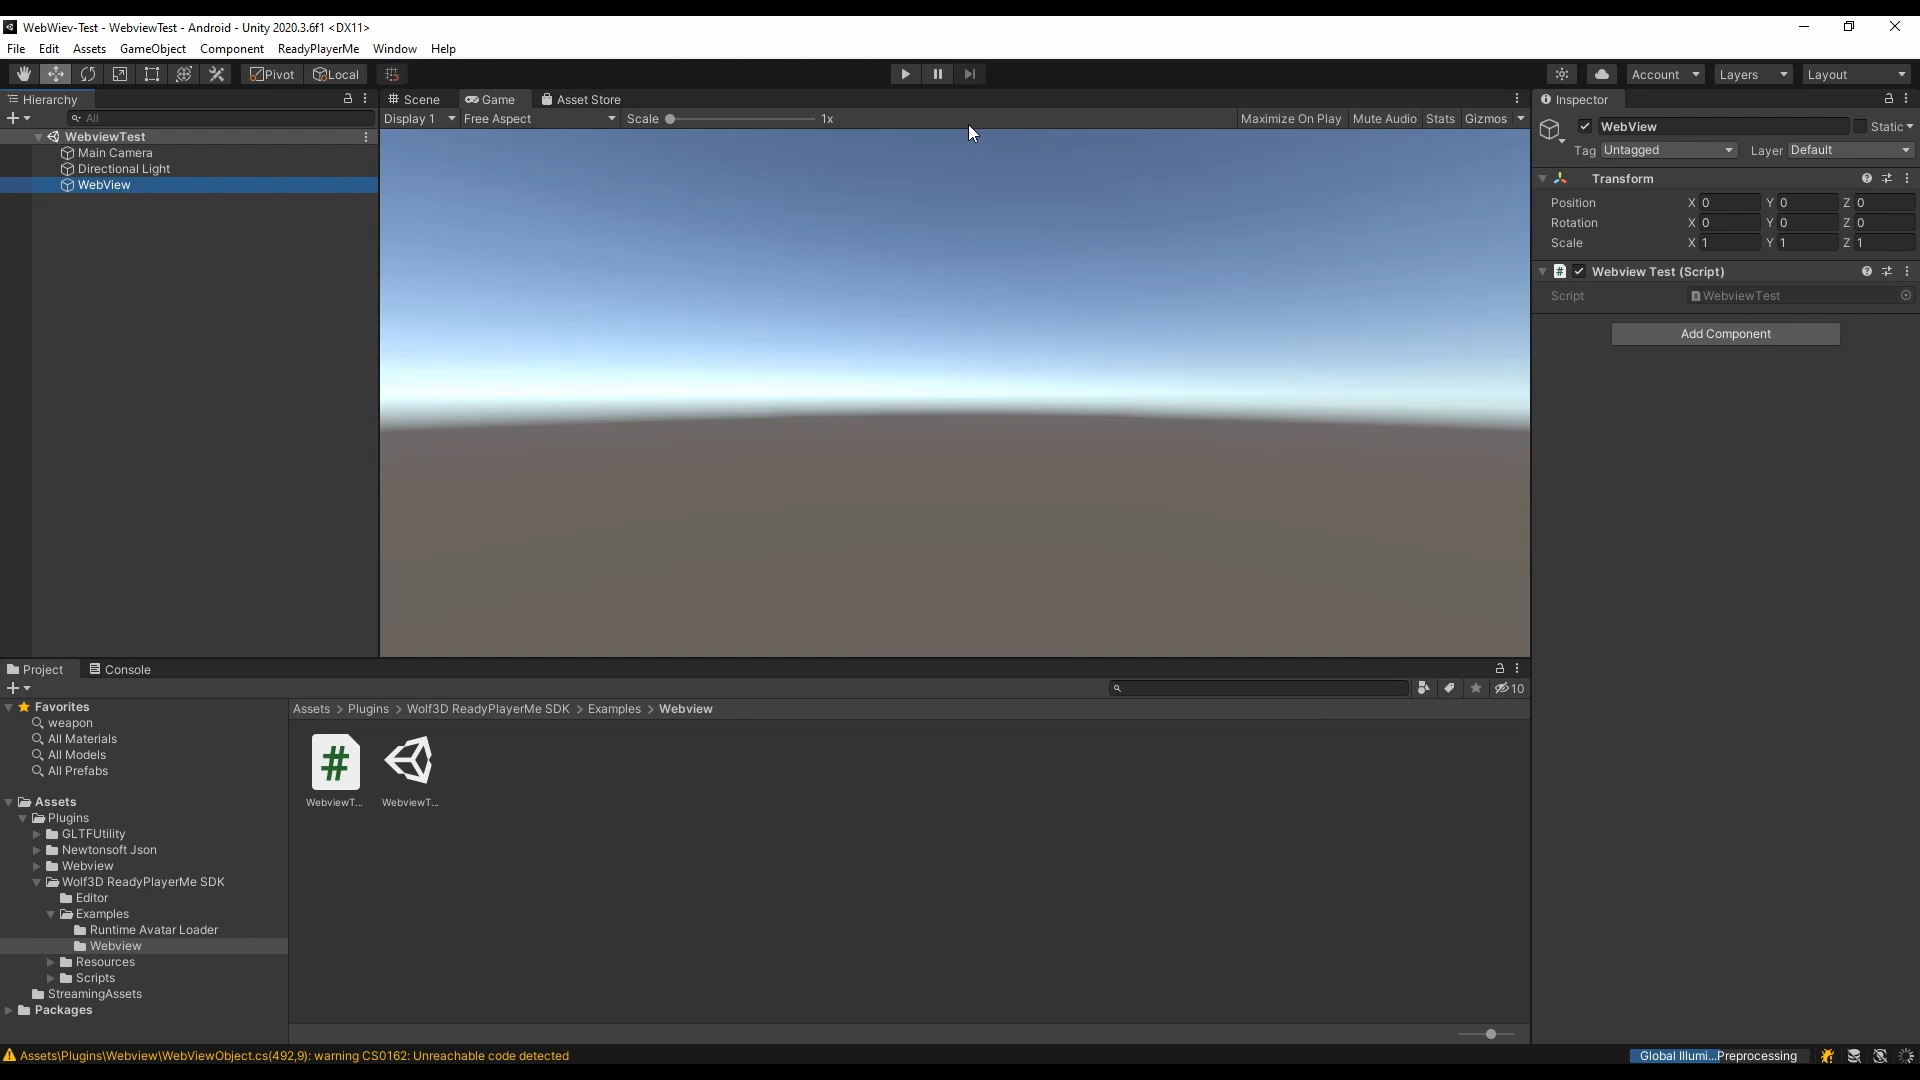 WebWiev-Test - WebviewTest - Android - Unity 2020.3.6f1 <DX11>
File Edit Assets GameObject Component ReadyPlayerMe Window Help
Pivot Local Account Layers Layout
Hierarchy
All
WebviewTest
Main Camera
Directional Light
WebView
Scene Game Asset Store
Display 1 Free Aspect Scale 1x Maximize On Play Mute Audio Stats Gizmos
Inspector
WebView Static
Tag Untagged Layer Default
Transform
Position X 0 Y 0 Z 0
Rotation X 0 Y 0 Z 0
Scale X 1 Y 1 Z 1
# Webview Test (Script)
Script WebviewTest
Add Component
Project Console
10
Favorites
weapon
All Materials
All Models
All Prefabs
Assets
Plugins
GLTFUtility
Newtonsoft Json
Webview
Wolf3D ReadyPlayerMe SDK
Editor
Examples
Runtime Avatar Loader
Webview
Resources
Scripts
StreamingAssets
Packages
Assets > Plugins > Wolf3D ReadyPlayerMe SDK > Examples > Webview
#
WebviewT... WebviewT...
Assets\Plugins\Webview\WebViewObject.cs(492,9): warning CS0162: Unreachable code detected
Global Illumi...Preprocessing